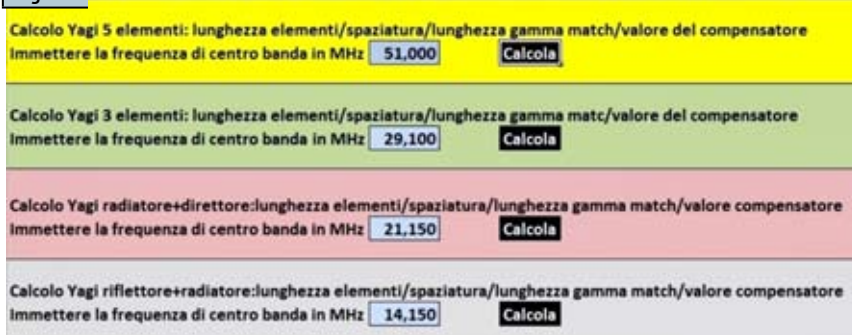 Calcolo Yagi 5 elementi: lunghezza elementi/spaziatura/lunghezza gamma match/valore del compensatore
Immettere la frequenza di centro banda in MHz 51,000 Calcola
Calcolo Yagi 3 elementi: lunghezza elementi/spaziatura/lunghezza gamma matc/valore del compensatore
Immettere la frequenza di centro banda in MHz 29,100 Calcola
Calcolo Yagi radiatore+direttore:lunghezza elementi/spaziatura/lunghezza gamma match/valore compensatore
Immettere la frequenza di centro banda in MHz 21,150 Calcola
Calcolo Yagi riflettore+radiatore:lunghezza elementi/spaziatura/lunghezza gamma match/valore compensatore
Immettere la frequenza di centro banda in MHz 14,150 Calcola